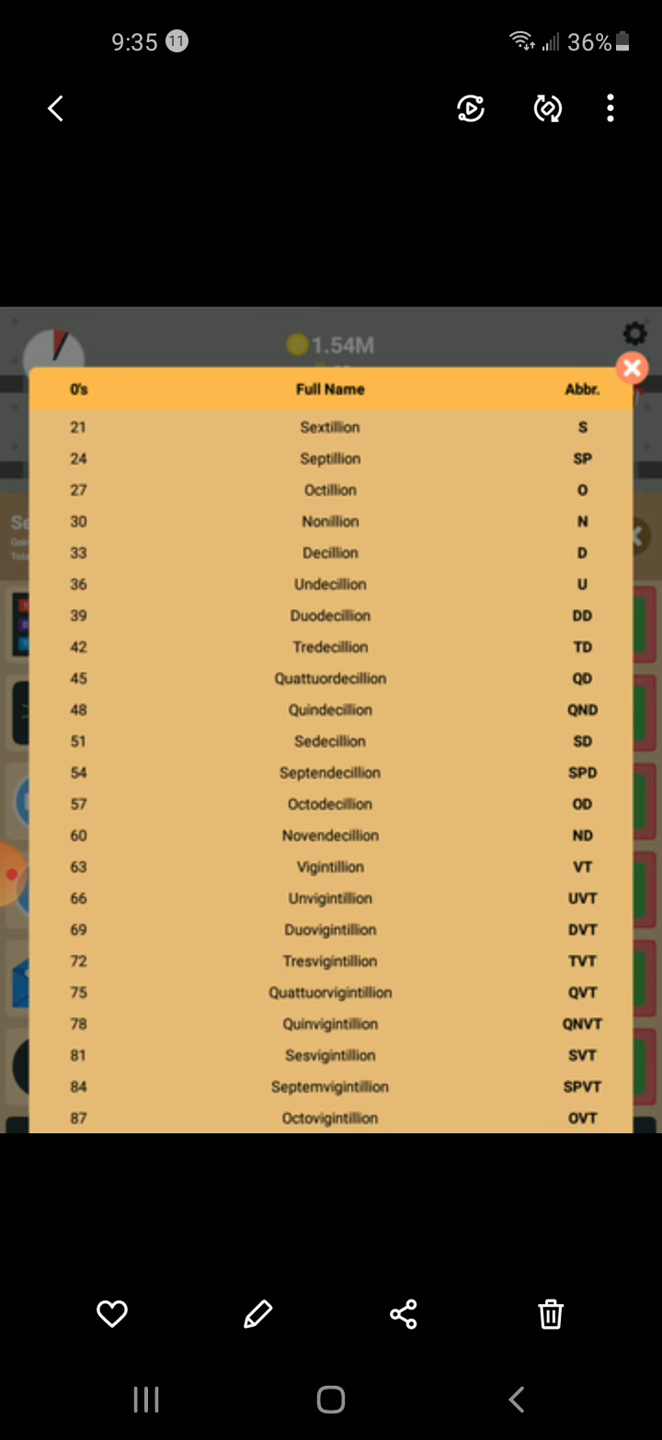 9:35 11 36%
1.54M
0's Full Name Abbr.
21 Sextillion S
24 Septillion SP
27 Octillion O
30 Nonillion N
33 Decillion D
36 Undecillion U
39 Duodecillion DD
42 Tredecillion TD
45 Quattuordecillion QD
48 Quindecillion QND
51 Sedecillion SD
54 Septendecillion SPD
57 Octodecillion OD
60 Novendecillion ND
63 Vigintillion VT
66 Unvigintillion UVT
69 Duovigintillion DVT
72 Tresvigintillion TVT
75 Quattuorvigintillion QVT
78 Quinvigintillion QNVT
81 Sesvigintillion SVT
84 Septemvigintillion SPVT
87 Octovigintillion OVT